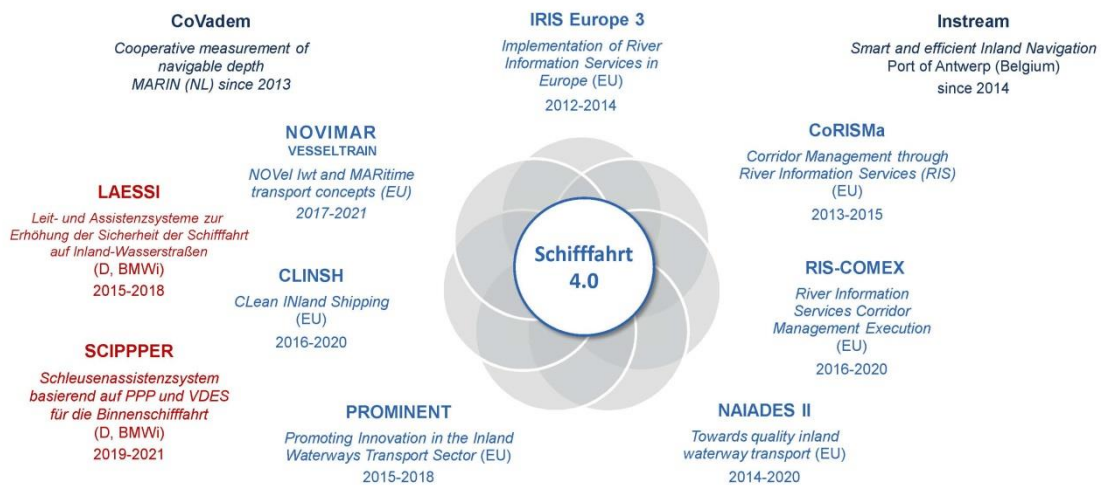 CoVadem
Cooperative measurement of
navigable depth
MARIN (NL) since 2013
IRIS Europe 3
Implementation of River
Information Services in
Europe (EU)
2012-2014
Instream
Smart and efficient Inland Navigation
Port of Antwerp (Belgium)
since 2014
NOVIMAR
VESSELTRAIN
NOVel Iwt and MARitime
transport concepts (EU)
2017-2021
CoRISMa
Corridor Management through
River Information Services (RIS)
(EU)
2013-2015
LAESSI
Leit- und Assistenzsysteme zur
Erhöhung der Sicherheit der Schifffahrt
auf Inland-Wasserstraßen
(D, BMWi)
2015-2018
Schifffahrt
4.0
CLINSH
CLean INland Shipping
(EU)
2016-2020
RIS-COMEX
River Information
Services Corridor
Management Execution
(EU)
2016-2020
SCIPPPER
Schleusenassistenzsystem
basierend auf PPP und VDES
für die Binnenschifffahrt
(D, BMWi)
2019-2021
PROMINENT
Promoting Innovation in the Inland
Waterways Transport Sector (EU)
2015-2018
NAIADES II
Towards quality inland
waterway transport (EU)
2014-2020